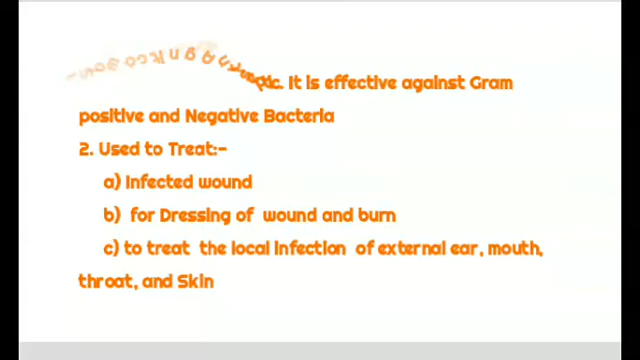 It is effective against Gram
positive and Negative Bacteria
2. Used to Treat:-
a) Infected wound
b) for Dressing of wound and burn
c) to treat the local infection of external ear, mouth,
throat, and Skin